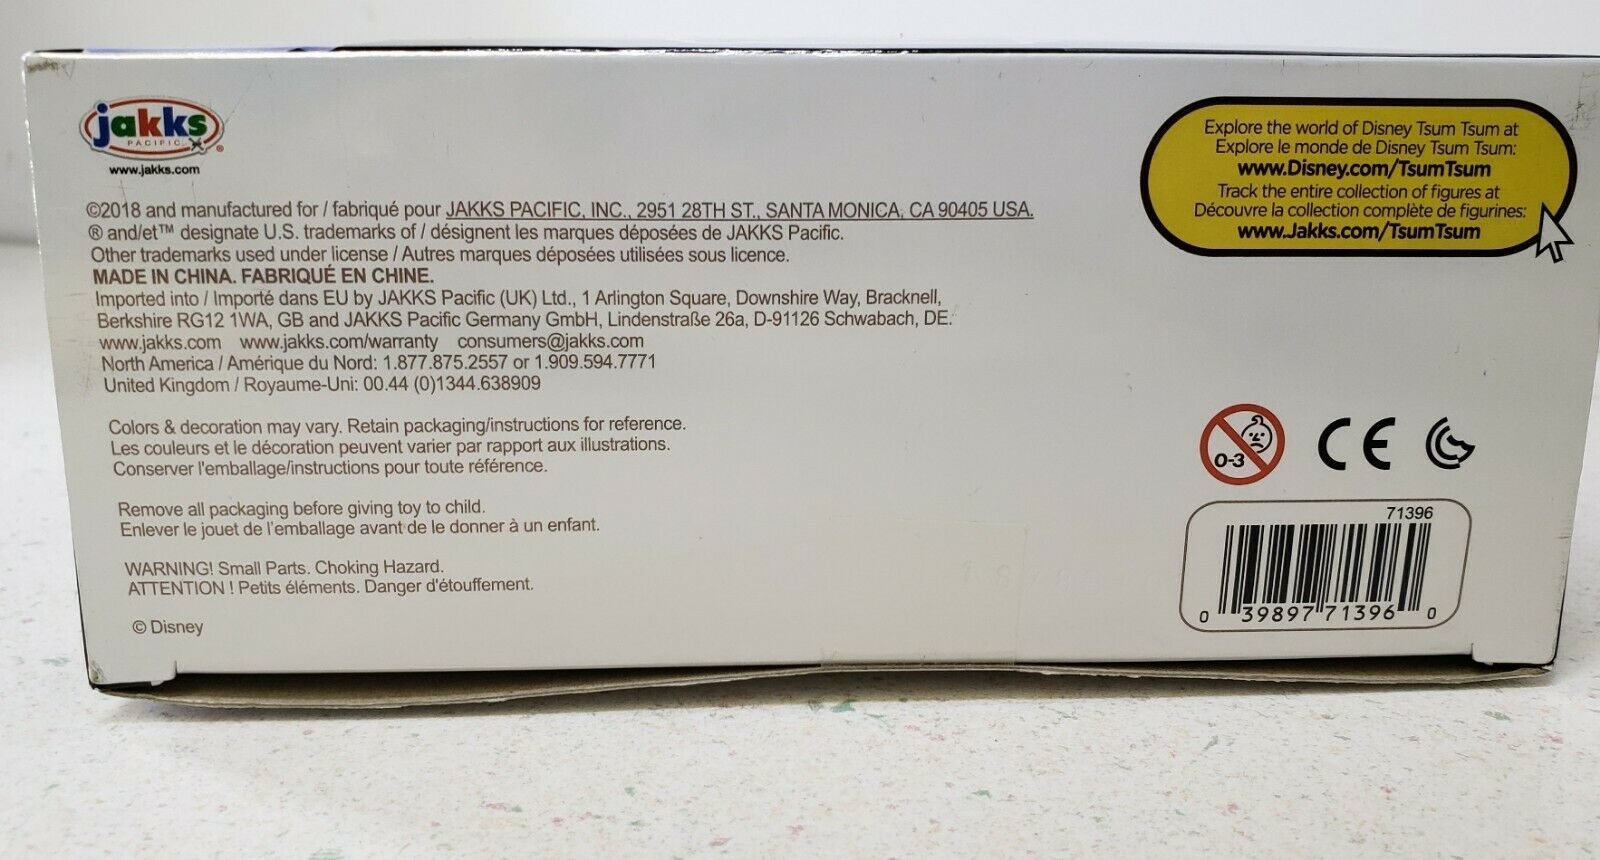 jakks
PACIFIC
®
www.jakks.com
©2018 and manufactured for / fabriqué pour JAKKS PACIFIC, INC., 2951 28TH ST., SANTA MONICA, CA 90405 USA.
® and/et™ designate U.S. trademarks of / désignent les marques déposées de JAKKS Pacific.
Other trademarks used under license / Autres marques déposées utilisées sous licence.
MADE IN CHINA. FABRIQUÉ EN CHINE.
Imported into / Importé dans EU by JAKKS Pacific (UK) Ltd., 1 Arlington Square, Downshire Way, Bracknell,
Berkshire RG12 1WA, GB and JAKKS Pacific Germany GmbH, Lindenstraße 26a, D-91126 Schwabach, DE.
www.jakks.com www.jakks.com/warranty consumers@jakks.com
North America / Amérique du Nord: 1.877.875.2557 or 1.909.594.7771
United Kingdom / Royaume-Uni: 00.44 (0)1344.638909
Colors & decoration may vary. Retain packaging/instructions for reference.
Les couleurs et le décoration peuvent varier par rapport aux illustrations.
Conserver l'emballage/instructions pour toute référence.
Remove all packaging before giving toy to child.
Enlever le jouet de l'emballage avant de le donner à un enfant.
WARNING! Small Parts. Choking Hazard.
ATTENTION ! Petits éléments. Danger d'étouffement.
© Disney
Explore the world of Disney Tsum Tsum at
Explore le monde de Disney Tsum Tsum:
www.Disney.com/TsumTsum
Track the entire collection of figures at
Découvre la collection complète de figurines:
www.Jakks.com/TsumTsum
0-3
CE
71396
0 39897 71396 0